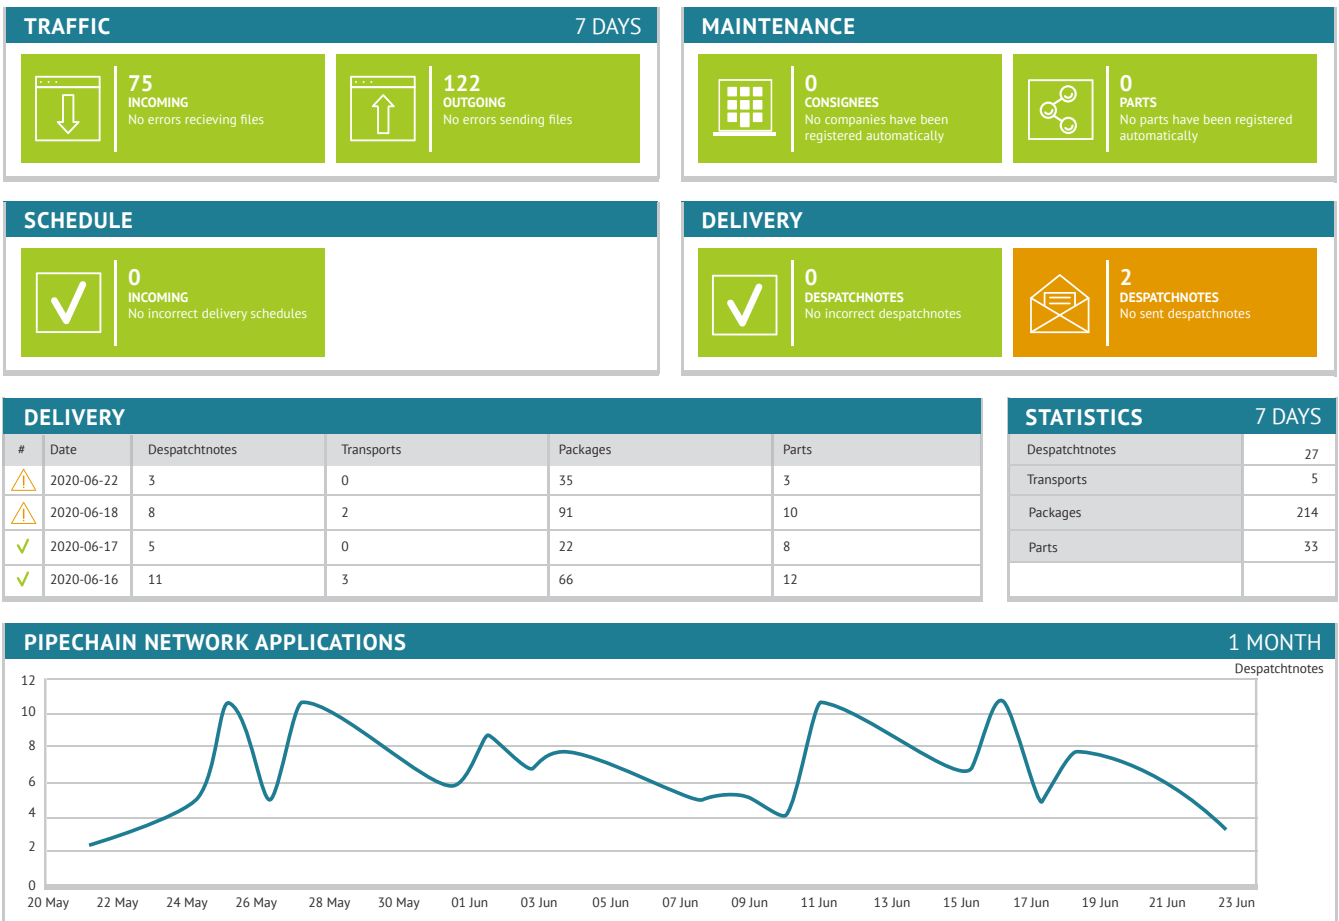 TRAFFIC 7 DAYS
75
INCOMING
No errors recieving files
122
OUTGOING
No errors sending files
MAINTENANCE
0
CONSIGNEES
No companies have been
registered automatically
0
PARTS
No parts have been registered
automatically
SCHEDULE
0
INCOMING
No incorrect delivery schedules
DELIVERY
0
DESPATCHNOTES
No incorrect despatchnotes
2
DESPATCHNOTES
No sent despatchnotes
DELIVERY
# Date Despatchtnotes Transports Packages Parts
2020-06-22 3 0 35 3
2020-06-18 8 2 91 10
2020-06-17 5 0 22 8
2020-06-16 11 3 66 12
STATISTICS 7 DAYS
Despatchtnotes 27
Transports 5
Packages 214
Parts 33
PIPECHAIN NETWORK APPLICATIONS 1 MONTH
Despatchtnotes
12
10
8
6
4
2
0
20 May 22 May 24 May 26 May 28 May 30 May 01 Jun 03 Jun 05 Jun 07 Jun 09 Jun 11 Jun 13 Jun 15 Jun 17 Jun 19 Jun 21 Jun 23 Jun